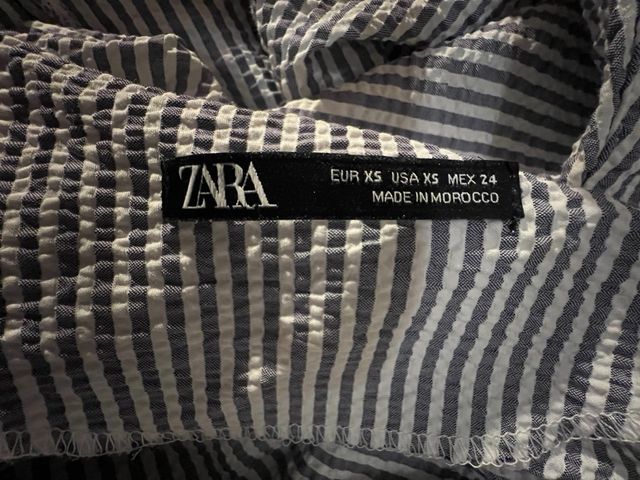 ZARA
EUR XS USA XS MEX 24
MADE IN MOROCCO